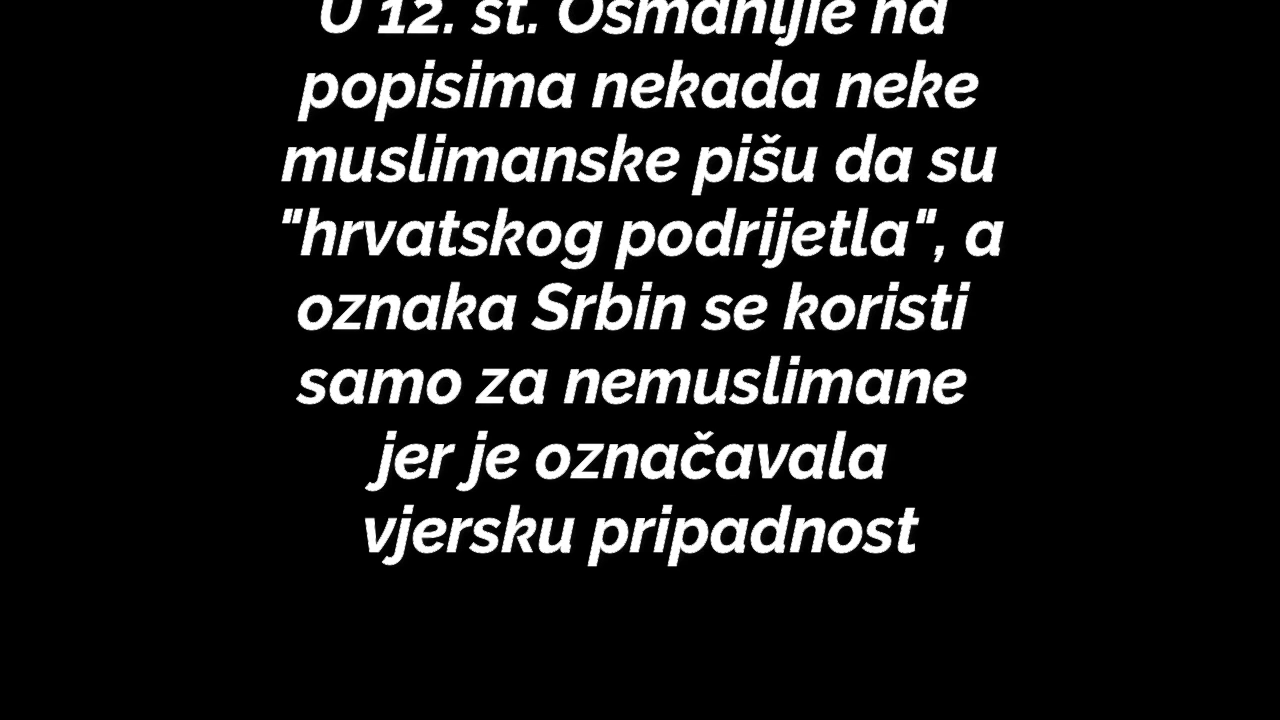 U 12. st. Osmanlije na
popisima nekada neke
muslimanske pišu da su
"hrvatskog podrijetla", a
oznaka Srbin se koristi
samo za nemuslimane
jer je označavala
vjersku pripadnost